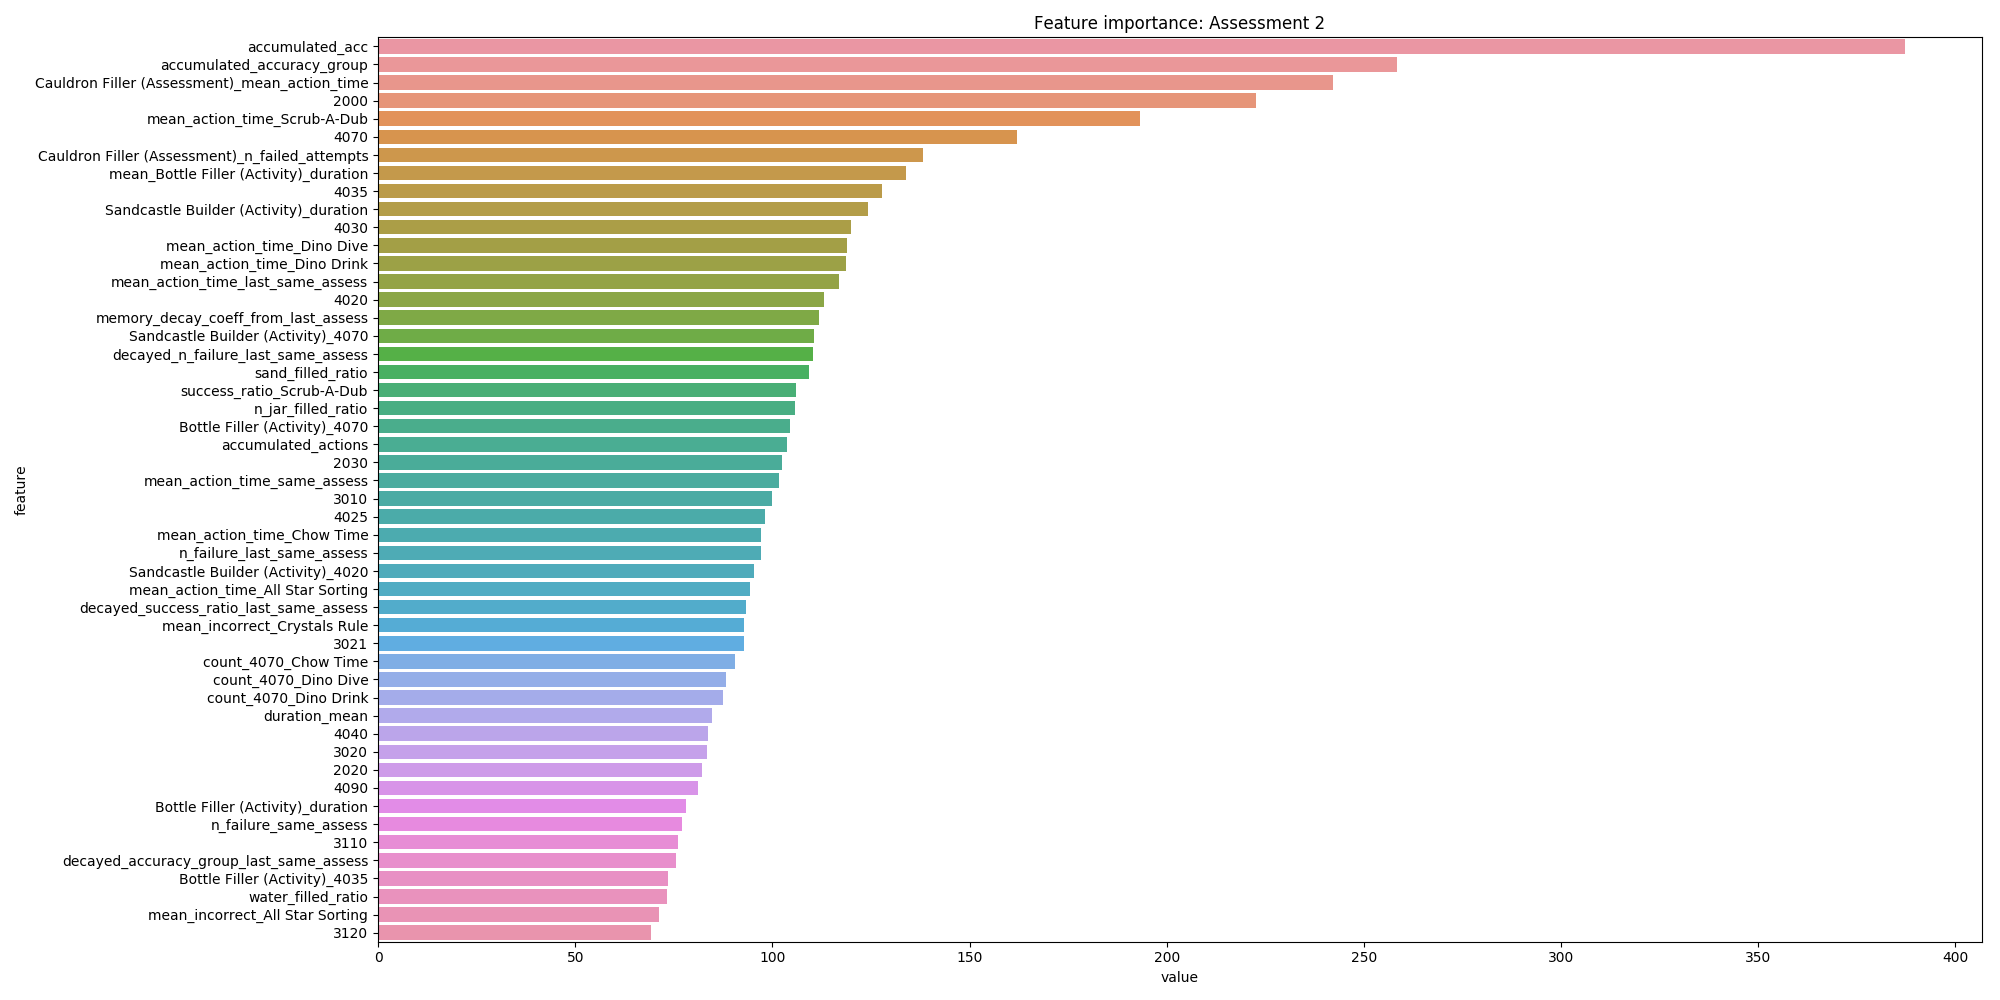 Feature importance: Assessment 2
accumulated_acc
accumulated_accuracy_group
Cauldron Filler (Assessment)_mean_action_time
2000
mean_action_time_Scrub-A-Dub
4070
Cauldron Filler (Assessment)_n_failed_attempts
mean_Bottle Filler (Activity)_duration
4035
Sandcastle Builder (Activity)_duration
4030
mean_action_time_Dino Dive
mean_action_time_Dino Drink
mean_action_time_last_same_assess
4020
memory_decay_coeff_from_last_assess
Sandcastle Builder (Activity)_4070
decayed_n_failure_last_same_assess
sand_filled_ratio
success_ratio_Scrub-A-Dub
n_jar_filled_ratio
Bottle Filler (Activity)_4070
accumulated_actions
2030
mean_action_time_same_assess
3010
4025
mean_action_time_Chow Time
n_failure_last_same_assess
Sandcastle Builder (Activity)_4020
mean_action_time_All Star Sorting
decayed_success_ratio_last_same_assess
mean_incorrect_Crystals Rule
3021
count_4070_Chow Time
count_4070_Dino Dive
count_4070_Dino Drink
duration_mean
4040
3020
2020
4090
Bottle Filler (Activity)_duration
n_failure_same_assess
3110
decayed_accuracy_group_last_same_assess
Bottle Filler (Activity)_4035
water_filled_ratio
mean_incorrect_All Star Sorting
3120
feature
0 50 100 150 200 250 300 350 400
value